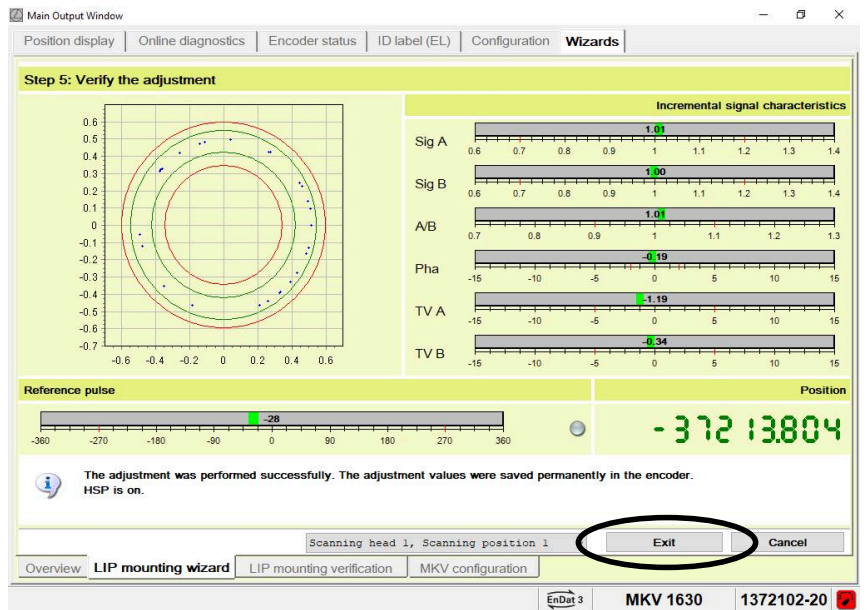 Main Output Window
Position display Online diagnostics Encoder status ID label (EL) Configuration Wizards
Step 5: Verify the adjustment
Incremental signal characteristics
0.6
0.5
0.4
0.3
0.2
0.1
0
-0.1
-0.2
-0.3
-0.4
-0.5
-0.6
-0.7
-0.6 -0.4 -0.2 0 0.2 0.4 0.6
Sig A
1.01
0.6 0.7 0.8 0.9 1 1.1 1.2 1.3 1.4
Sig B
1.00
0.6 0.7 0.8 0.9 1 1.1 1.2 1.3 1.4
A/B
1.01
0.7 0.8 0.9 1 1.1 1.2 1.3
Pha
-0.19
-15 -10 -5 0 5 10 15
TV A
-1.19
-15 -10 -5 0 5 10 15
TV B
-0.34
-15 -10 -5 0 5 10 15
Reference pulse
Position
-28
-360 -270 -180 -90 0 90 180 270 360
-37213.804
The adjustment was performed successfully. The adjustment values were saved permanently in the encoder.
HSP is on.
Scanning head 1, Scanning position 1 Exit Cancel
Overview LIP mounting wizard LIP mounting verification MKV configuration
EnDat 3 MKV 1630 1372102-20